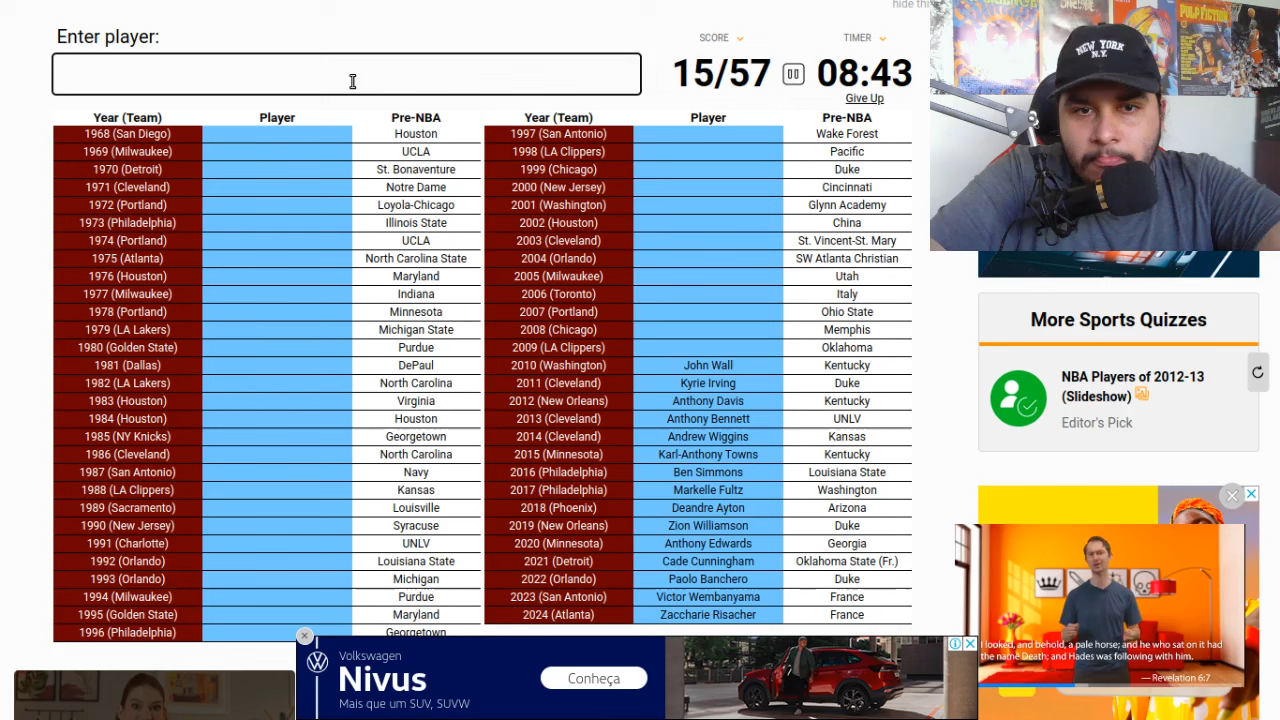 hide thi
Enter player:
SCORE
TIMER
15/57
08:43
Give Up
Year (Team) Player Pre-NBA Year (Team) Player Pre-NBA
1968 (San Diego) Houston 1997 (San Antonio) Wake Forest
1969 (Milwaukee) UCLA 1998 (LA Clippers) Pacific
1970 (Detroit) St. Bonaventure 1999 (Chicago) Duke
1971 (Cleveland) Notre Dame 2000 (New Jersey) Cincinnati
1972 (Portland) Loyola-Chicago 2001 (Washington) Glynn Academy
1973 (Philadelphia) Illinois State 2002 (Houston) China
1974 (Portland) UCLA 2003 (Cleveland) St. Vincent-St. Mary
1975 (Atlanta) North Carolina State 2004 (Orlando) SW Atlanta Christian
1976 (Houston) Maryland 2005 (Milwaukee) Utah
1977 (Milwaukee) Indiana 2006 (Toronto) Italy
1978 (Portland) Minnesota 2007 (Portland) Ohio State
1979 (LA Lakers) Michigan State 2008 (Chicago) Memphis
1980 (Golden State) Purdue 2009 (LA Clippers) Oklahoma
1981 (Dallas) DePaul 2010 (Washington) John Wall Kentucky
1982 (LA Lakers) North Carolina 2011 (Cleveland) Kyrie Irving Duke
1983 (Houston) Virginia 2012 (New Orleans) Anthony Davis Kentucky
1984 (Houston) Houston 2013 (Cleveland) Anthony Bennett UNLV
1985 (NY Knicks) Georgetown 2014 (Cleveland) Andrew Wiggins Kansas
1986 (Cleveland) North Carolina 2015 (Minnesota) Karl-Anthony Towns Kentucky
1987 (San Antonio) Navy 2016 (Philadelphia) Ben Simmons Louisiana State
1988 (LA Clippers) Kansas 2017 (Philadelphia) Markelle Fultz Washington
1989 (Sacramento) Louisville 2018 (Phoenix) Deandre Ayton Arizona
1990 (New Jersey) Syracuse 2019 (New Orleans) Zion Williamson Duke
1991 (Charlotte) UNLV 2020 (Minnesota) Anthony Edwards Georgia
1992 (Orlando) Louisiana State 2021 (Detroit) Cade Cunningham Oklahoma State (Fr.)
1993 (Orlando) Michigan 2022 (Orlando) Paolo Banchero Duke
1994 (Milwaukee) Purdue 2023 (San Antonio) Victor Wembanyama France
1995 (Golden State) Maryland 2024 (Atlanta) Zaccharie Risacher France
1996 (Philadelphia) Georgetown
NEW YORK
N.Y.
PULP FICTION
More Sports Quizzes
NBA Players of 2012-13
(Slideshow)
Editor's Pick
I looked, and behold, a pale horse; and he who sat on it had
the name Death; and Hades was following with him.
— Revelation 6:7
Volkswagen
Nivus
Mais que um SUV, SUVW
Conheça